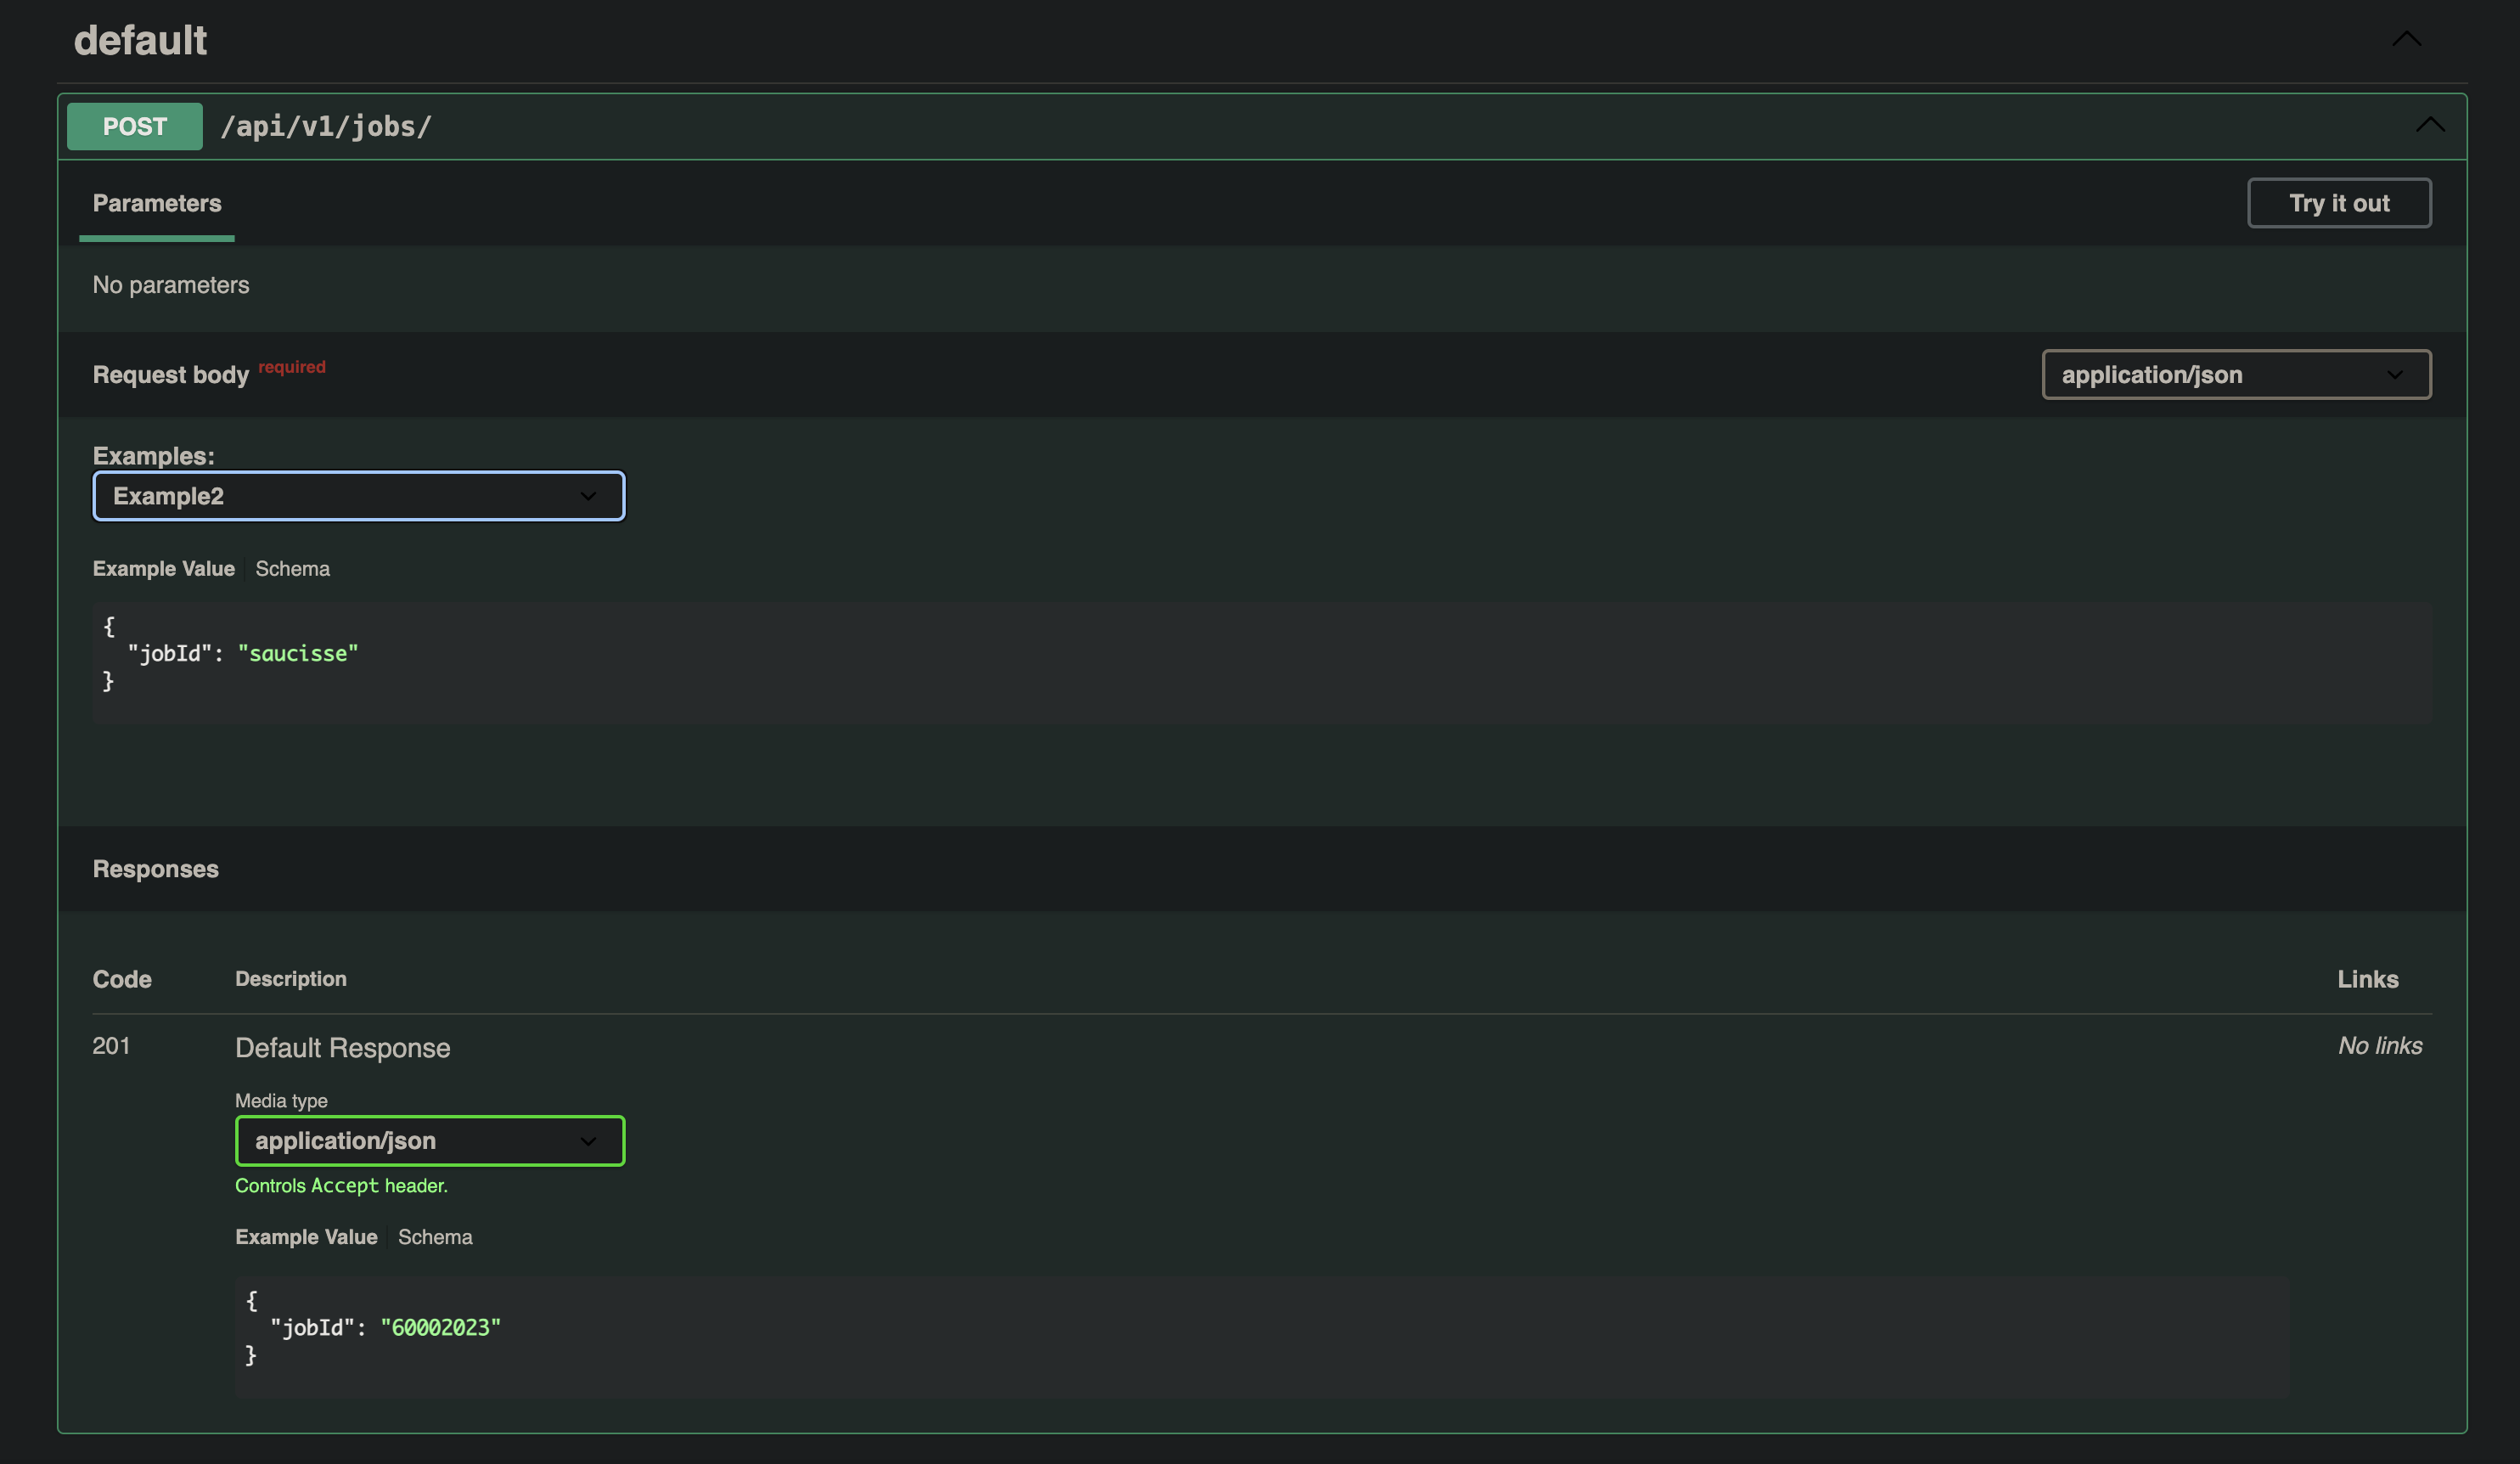 default
POST /api/v1/jobs/
Parameters
Try it out
No parameters
Request body required
application/json
Examples:
Example2
Example Value Schema
{
"jobId": "saucisse"
}
Responses
Code Description Links
201 Default Response No links
Media type
application/json
Controls Accept header.
Example Value Schema
{
"jobId": "60002023"
}